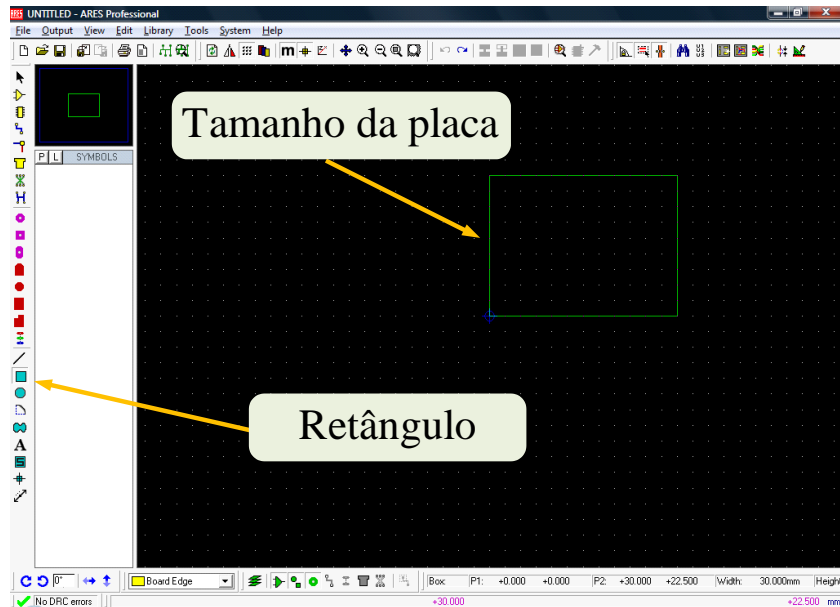 UNTITLED - ARES Professional
File Output View Edit Library Tools System Help
P L SYMBOLS
Tamanho da placa
Retângulo
0° Board Edge Box: P1: +0.000 +0.000 P2: +30.000 +22.500 Width: 30.000mm Height
No DRC errors +30.000 +22.500 mm